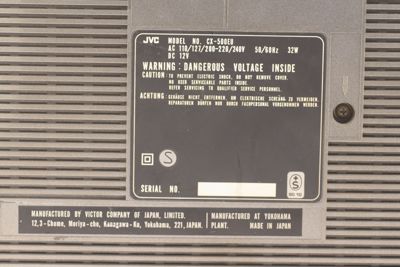 JVC MODEL NO. CX-500EU
AC 110/127/200-220/240V 50/60Hz 32W
DC 12V
WARNING: DANGEROUS VOLTAGE INSIDE
CAUTION: TO PREVENT ELECTRIC SHOCK, DO NOT REMOVE COVER.
NO USER SERVICEABLE PARTS INSIDE.
REFER SERVICING TO QUALIFIED SERVICE PERSONNEL.
ACHTUNG: GEHÄUSE NICHT ENTFERNEN, UM ELEKTRISCHE SCHLÄG ZU VERMEIDEN.
REPARATUREN DÜRFEN NUR DURCH FACHPERSONAL VORGENOMMEN WERDEN.
S
SERIAL NO.
MANUFACTURED BY VICTOR COMPANY OF JAPAN, LIMITED.
12, 3-Chome, Moriya-cho, Kanagawa-Ku, Yokohama, 221, JAPAN.
MANUFACTURED AT YOKOHAMA
PLANT. MADE IN JAPAN